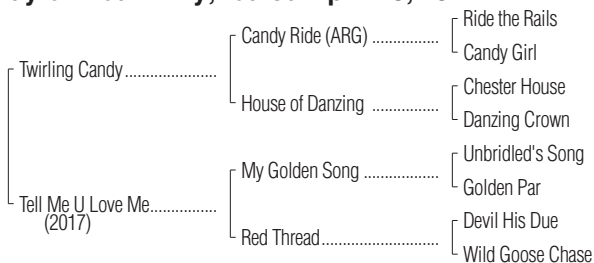 Ride the Rails
Candy Ride (ARG) ................
Candy Girl
Twirling Candy ......................
Chester House
House of Danzing ................
Danzing Crown
Unbridled's Song
My Golden Song ..................
Golden Par
Tell Me U Love Me................
(2017)
Devil His Due
Red Thread............................
Wild Goose Chase